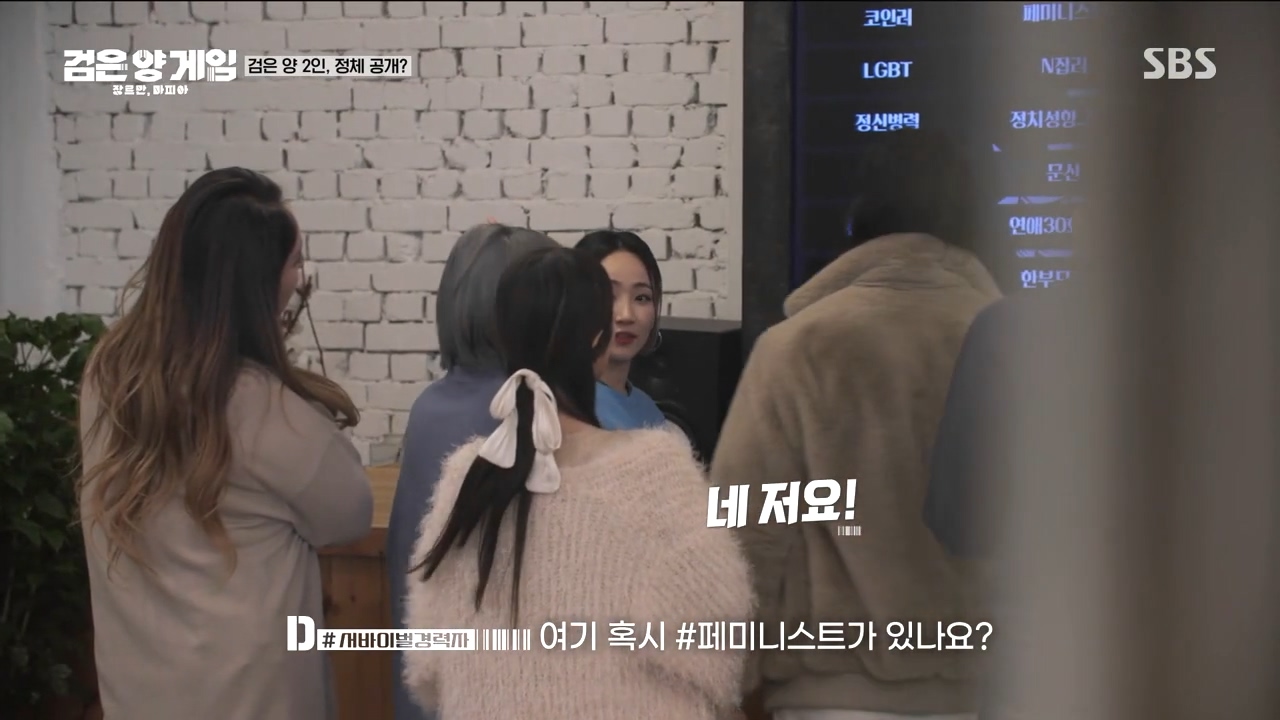 검은 양 게임
장르만, 마피아
검은 양 2인, 정체 공개?
SBS
코인러
LGBT
정신병력
페미니스
N잡러
정치성향
문신
연애30
한부모
네 저요!
D #서바이벌경력자 여기 혹시 #페미니스트가 있나요?